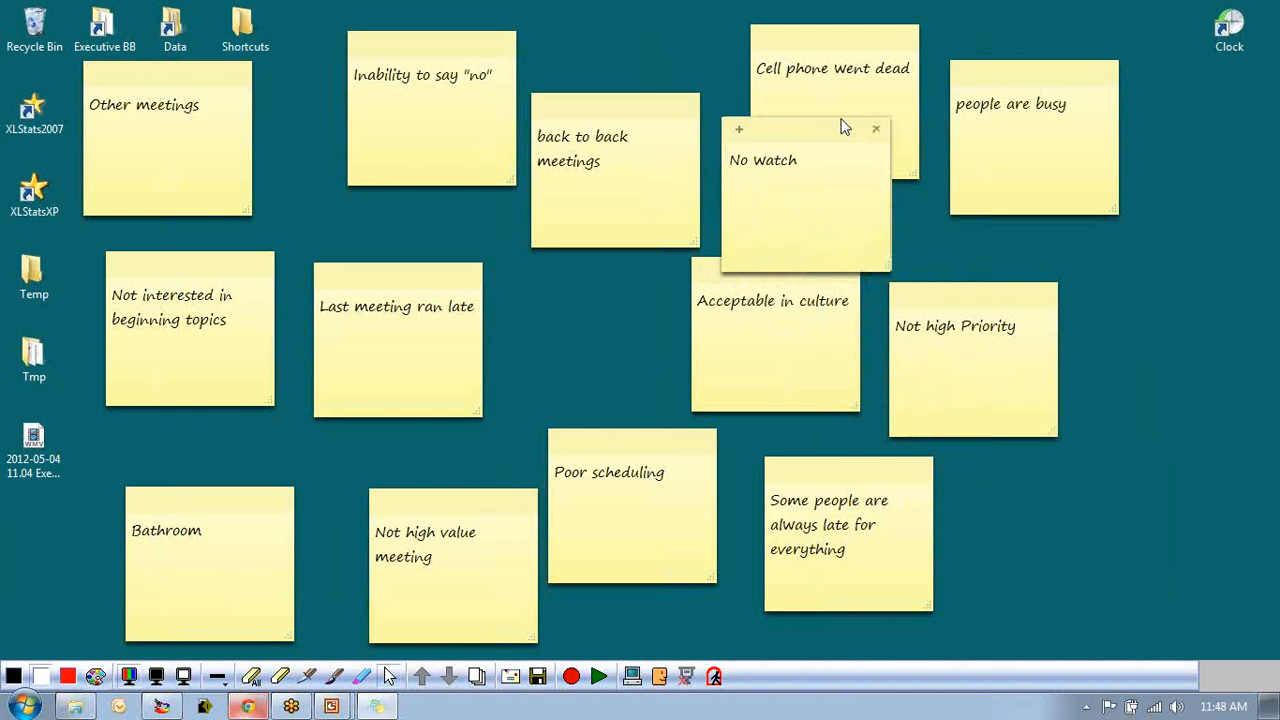 Recycle Bin
Executive BB
Data
Shortcuts
Clock
XLStats2007
XLStatsXP
Temp
Tmp
2012-05-04
11.04 Exe...
Other meetings
Inability to say "no"
back to back
meetings
Cell phone went dead
people are busy
No watch
Not interested in
beginning topics
Last meeting ran late
Acceptable in culture
Not high Priority
Bathroom
Not high value
meeting
Poor scheduling
Some people are
always late for
everything
11:48 AM